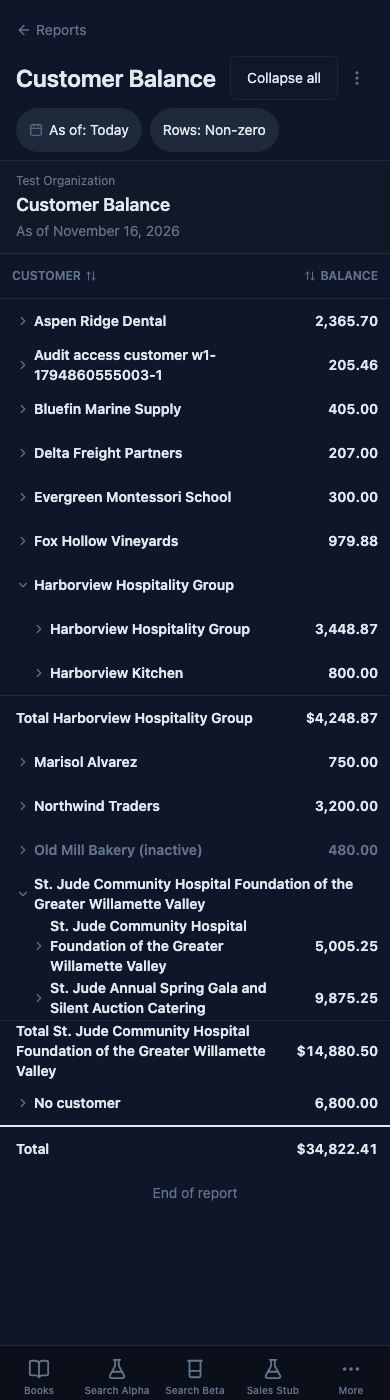 Reports
Customer Balance
Collapse all
As of: Today
Rows: Non-zero
Test Organization
Customer Balance
As of November 16, 2026
CUSTOMER BALANCE
Aspen Ridge Dental 2,365.70
Audit access customer w1-
1794860555003-1 205.46
Bluefin Marine Supply 405.00
Delta Freight Partners 207.00
Evergreen Montessori School 300.00
Fox Hollow Vineyards 979.88
Harborview Hospitality Group
Harborview Hospitality Group 3,448.87
Harborview Kitchen 800.00
Total Harborview Hospitality Group $4,248.87
Marisol Alvarez 750.00
Northwind Traders 3,200.00
Old Mill Bakery (inactive) 480.00
St. Jude Community Hospital Foundation of the
Greater Willamette Valley
St. Jude Community Hospital
Foundation of the Greater 5,005.25
Willamette Valley
St. Jude Annual Spring Gala and
Silent Auction Catering 9,875.25
Total St. Jude Community Hospital
Foundation of the Greater Willamette $14,880.50
Valley
No customer 6,800.00
Total $34,822.41
End of report
Books Search Alpha Search Beta Sales Stub More